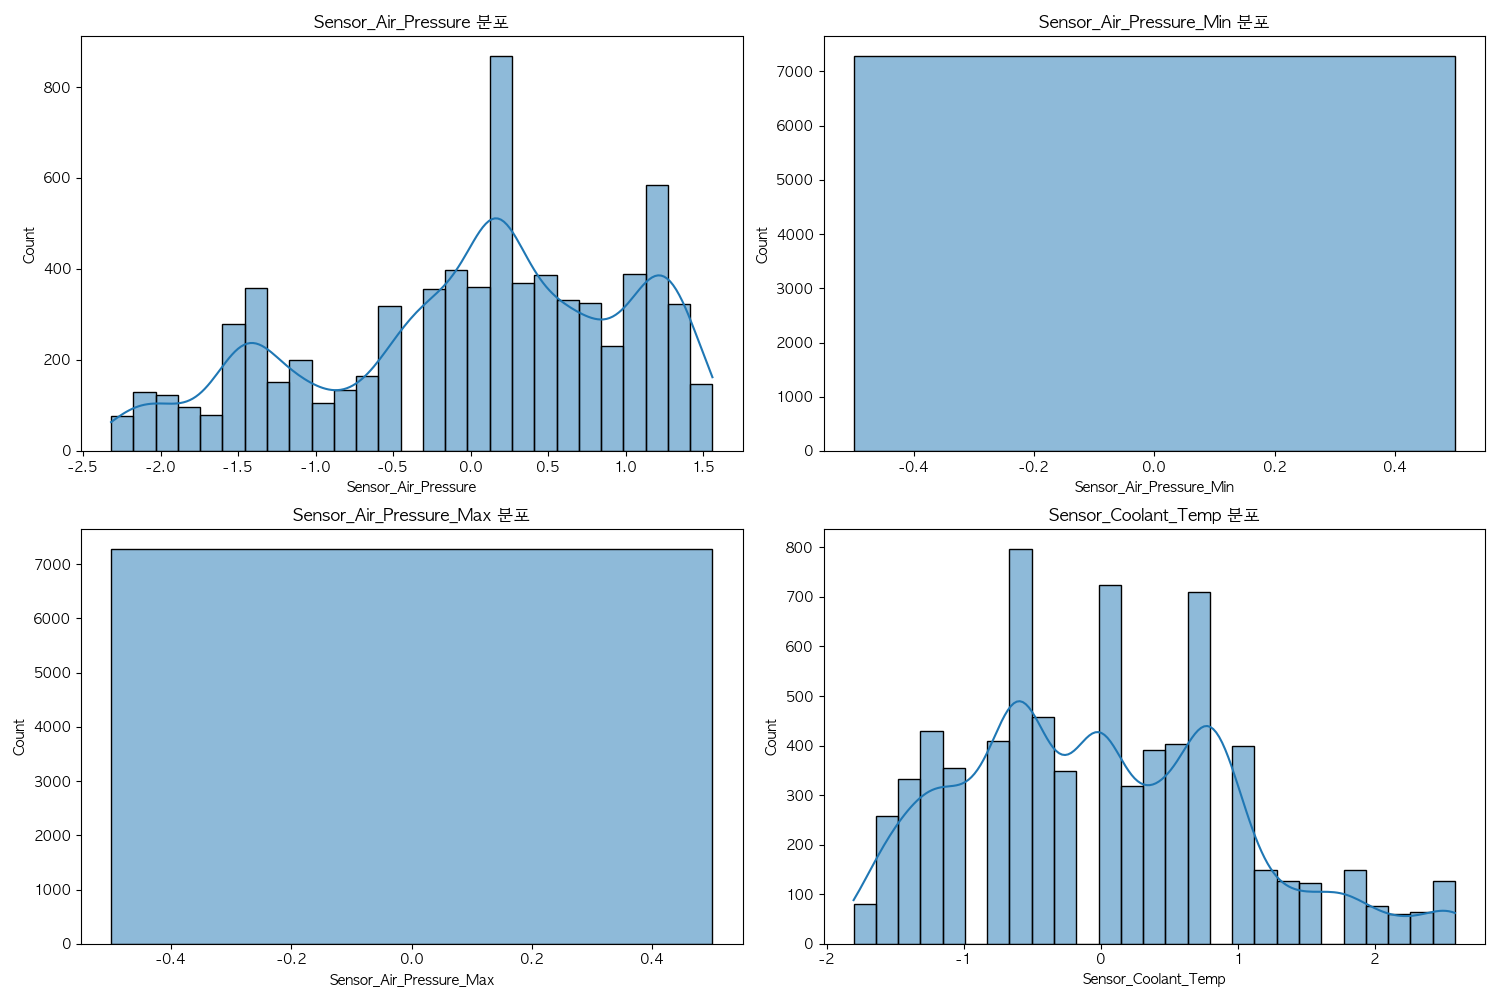 Sensor_Air_Pressure 분포
Count
800
600
400
200
0
-2.5 -2.0 -1.5 -1.0 -0.5 0.0 0.5 1.0 1.5
Sensor_Air_Pressure
Sensor_Air_Pressure_Min 분포
Count
7000
6000
5000
4000
3000
2000
1000
0
-0.4 -0.2 0.0 0.2 0.4
Sensor_Air_Pressure_Min
Sensor_Air_Pressure_Max 분포
Count
7000
6000
5000
4000
3000
2000
1000
0
-0.4 -0.2 0.0 0.2 0.4
Sensor_Air_Pressure_Max
Sensor_Coolant_Temp 분포
Count
800
700
600
500
400
300
200
100
0
-2 -1 0 1 2
Sensor_Coolant_Temp